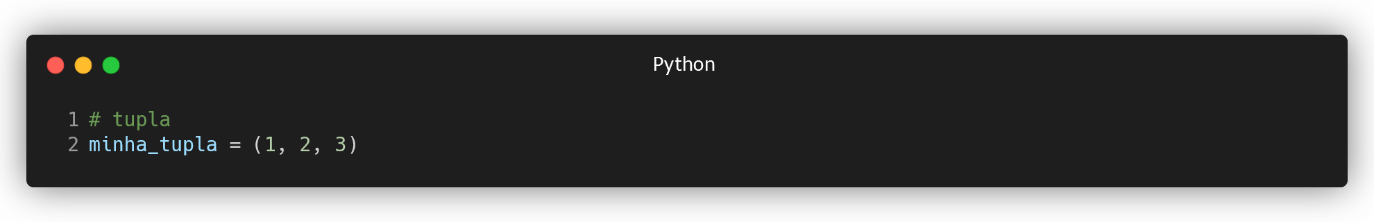 Python
1 # tupla
2 minha_tupla = (1, 2, 3)